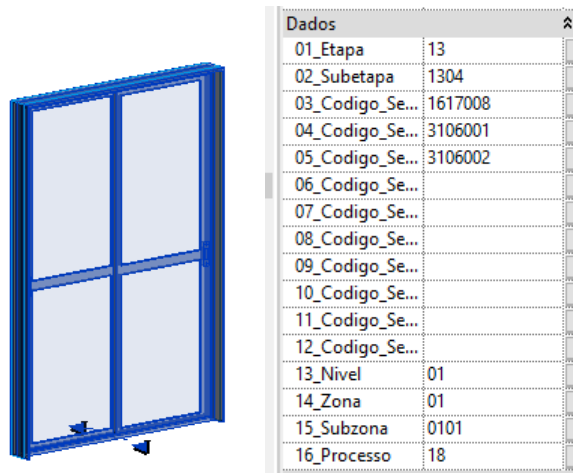 Dados
01_Etapa 13
02_Subetapa 1304
03_Codigo_Se... 1617008
04_Codigo_Se... 3106001
05_Codigo_Se... 3106002
06_Codigo_Se...
07_Codigo_Se...
08_Codigo_Se...
09_Codigo_Se...
10_Codigo_Se...
11_Codigo_Se...
12_Codigo_Se...
13_Nivel 01
14_Zona 01
15_Subzona 0101
16_Processo 18